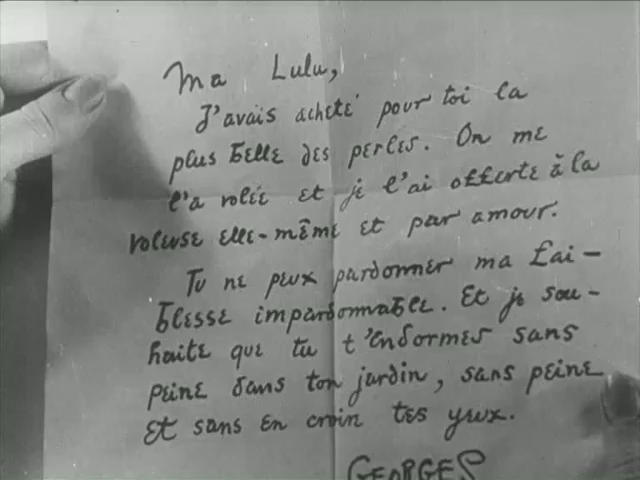 Ma Lulu,
J'avais acheté pour toi la
plus belle des perles. On me
l'a volée et je l'ai offerte à la
voleuse elle-même et par amour.
Tu ne peux pardonner ma fai-
blesse impardonnable. Et je sou-
haite que tu t'endormes sans
peine dans ton jardin, sans peine
et sans en croire tes yeux.
GEORGES